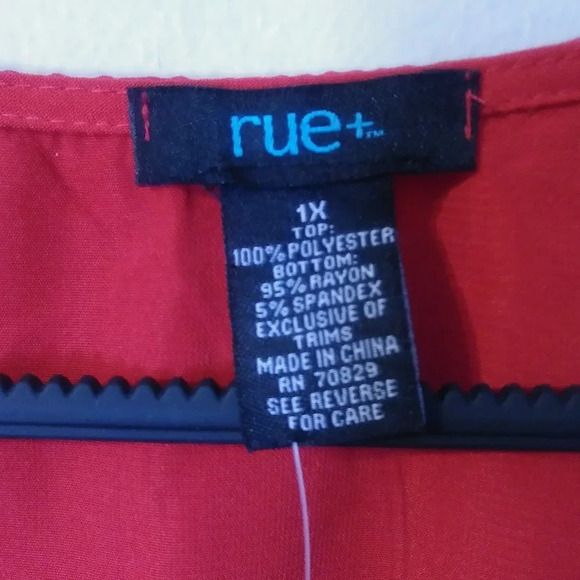 rue+™
1X
TOP:
100% POLYESTER
BOTTOM:
95% RAYON
5% SPANDEX
EXCLUSIVE OF
TRIMS
MADE IN CHINA
RN 70829
SEE REVERSE
FOR CARE